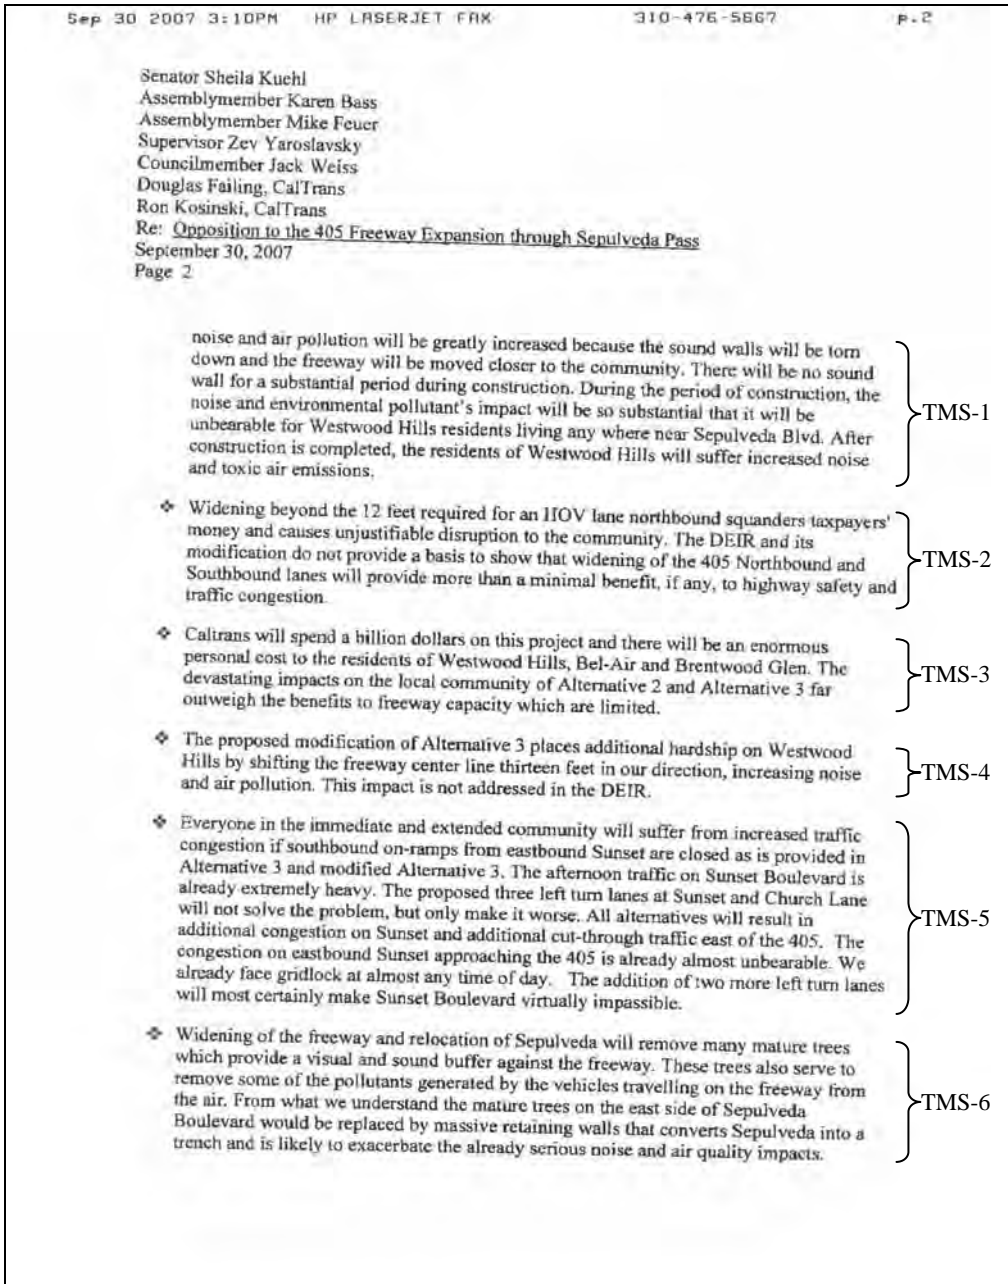 Sep 30 2007 3:10PM HP LASERJET FAX 310-476-5667 p.2
Senator Sheila Kuehl
Assemblymember Karen Bass
Assemblymember Mike Feuer
Supervisor Zev Yaroslavsky
Councilmember Jack Weiss
Douglas Failing, CalTrans
Ron Kosinski, CalTrans
Re: Opposition to the 405 Freeway Expansion through Sepulveda Pass
September 30, 2007
Page 2
noise and air pollution will be greatly increased because the sound walls will be torn
down and the freeway will be moved closer to the community. There will be no sound
wall for a substantial period during construction. During the period of construction, the
noise and environmental pollutant's impact will be so substantial that it will be
unbearable for Westwood Hills residents living any where near Sepulveda Blvd. After
construction is completed, the residents of Westwood Hills will suffer increased noise
and toxic air emissions.
TMS-1
❖ Widening beyond the 12 feet required for an HOV lane northbound squanders taxpayers'
money and causes unjustifiable disruption to the community. The DEIR and its
modification do not provide a basis to show that widening of the 405 Northbound and
Southbound lanes will provide more than a minimal benefit, if any, to highway safety and
traffic congestion.
TMS-2
❖ Caltrans will spend a billion dollars on this project and there will be an enormous
personal cost to the residents of Westwood Hills, Bel-Air and Brentwood Glen. The
devastating impacts on the local community of Alternative 2 and Alternative 3 far
outweigh the benefits to freeway capacity which are limited.
TMS-3
❖ The proposed modification of Alternative 3 places additional hardship on Westwood
Hills by shifting the freeway center line thirteen feet in our direction, increasing noise
and air pollution. This impact is not addressed in the DEIR.
TMS-4
❖ Everyone in the immediate and extended community will suffer from increased traffic
congestion if southbound on-ramps from eastbound Sunset are closed as is provided in
Alternative 3 and modified Alternative 3. The afternoon traffic on Sunset Boulevard is
already extremely heavy. The proposed three left turn lanes at Sunset and Church Lane
will not solve the problem, but only make it worse. All alternatives will result in
additional congestion on Sunset and additional cut-through traffic east of the 405. The
congestion on eastbound Sunset approaching the 405 is already almost unbearable. We
already face gridlock at almost any time of day. The addition of two more left turn lanes
will most certainly make Sunset Boulevard virtually impassible.
TMS-5
❖ Widening of the freeway and relocation of Sepulveda will remove many mature trees
which provide a visual and sound buffer against the freeway. These trees also serve to
remove some of the pollutants generated by the vehicles travelling on the freeway from
the air. From what we understand the mature trees on the east side of Sepulveda
Boulevard would be replaced by massive retaining walls that converts Sepulveda into a
trench and is likely to exacerbate the already serious noise and air quality impacts.
TMS-6